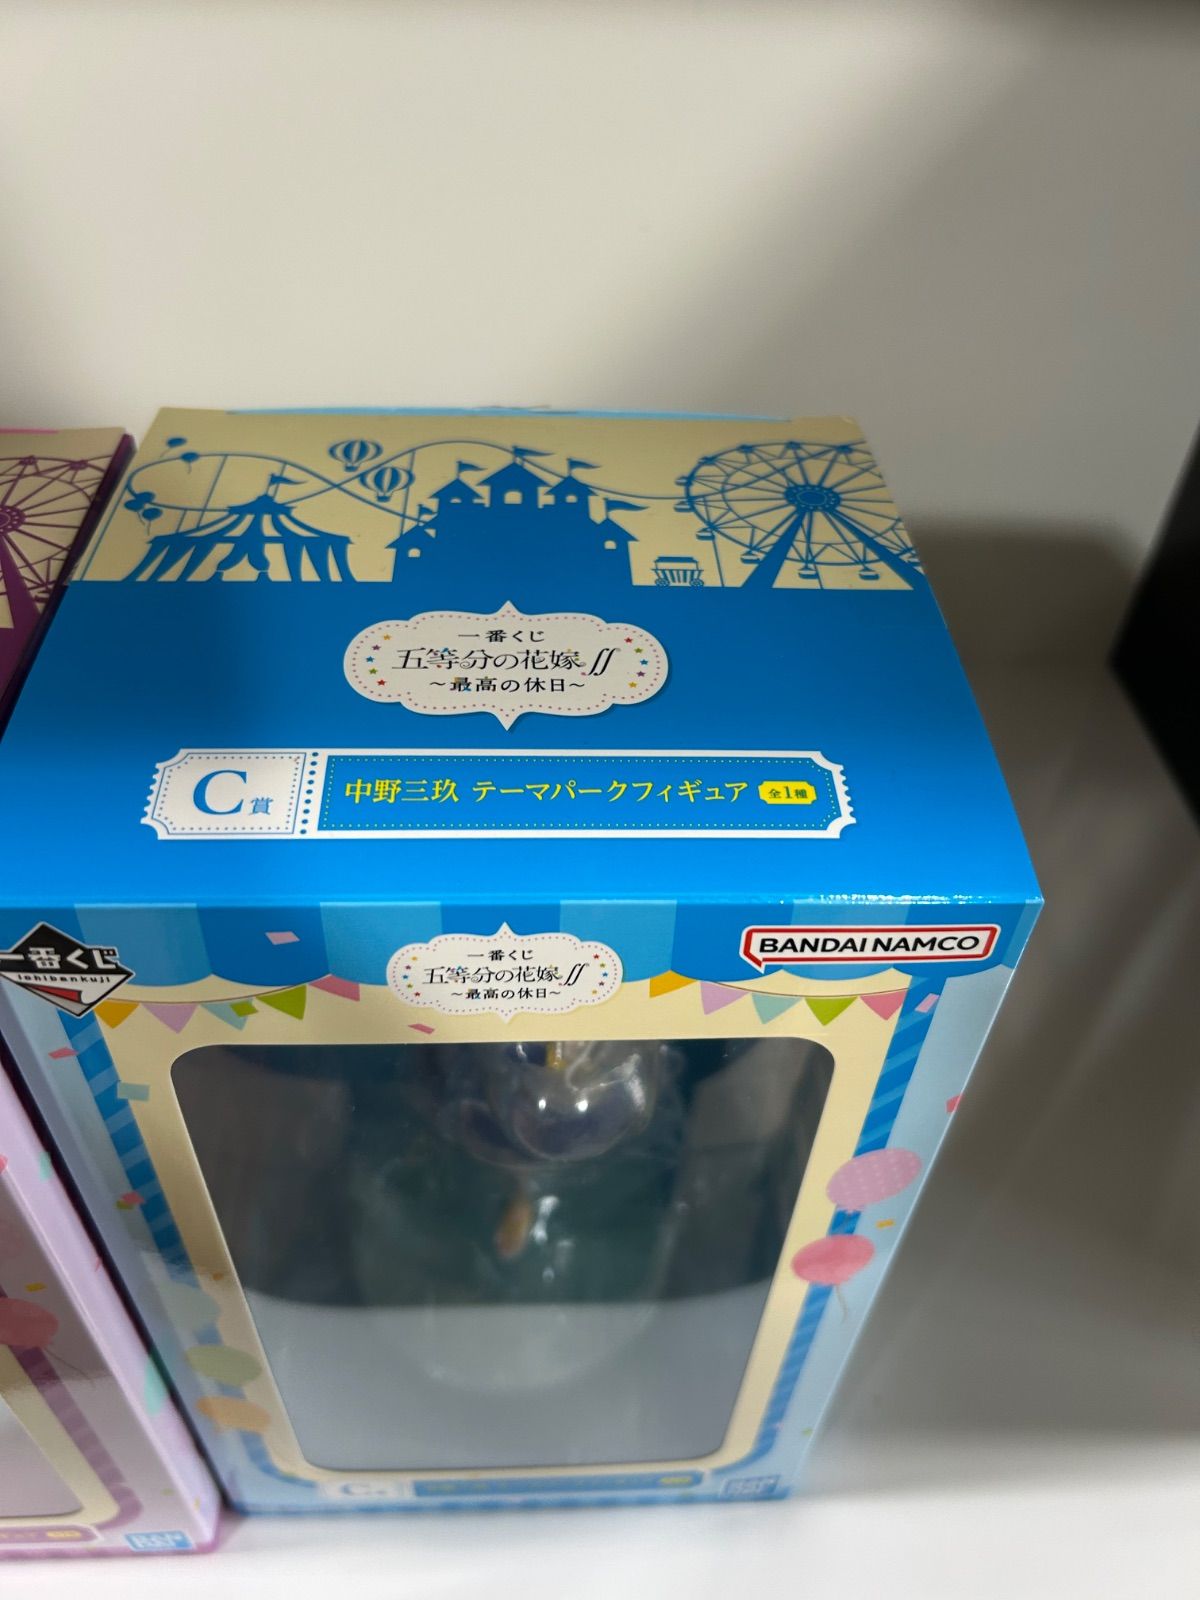 一番くじ
五等分の花嫁∬
~最高の休日~
C賞
中野三玖 テーマパークフィギュア 全1種
一番くじ
ichibankuji
一番くじ
五等分の花嫁∬
~最高の休日~
BANDAI NAMCO